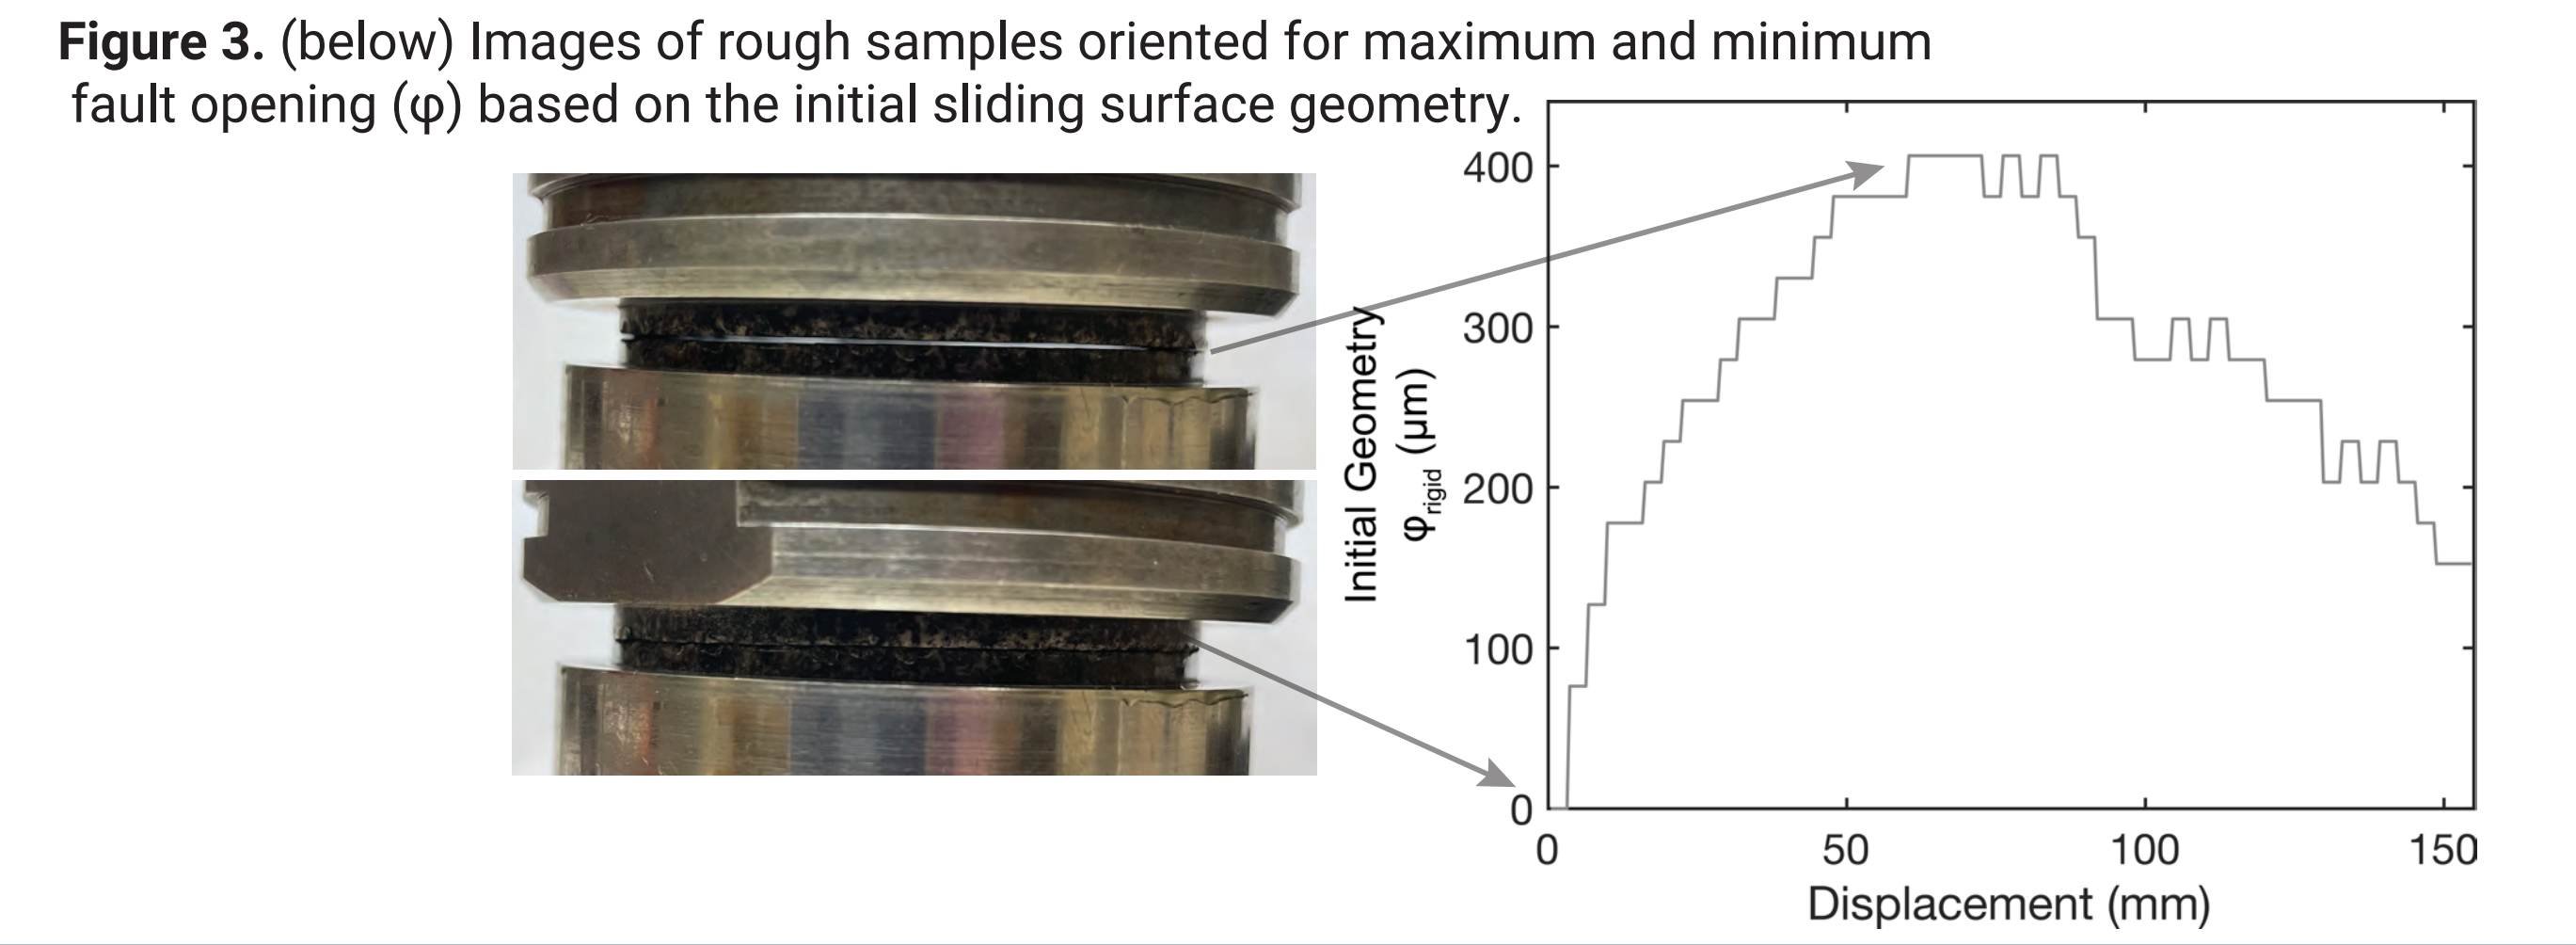 Figure 3. (below) Images of rough samples oriented for maximum and minimum
fault opening (φ) based on the initial sliding surface geometry.
Initial Geometry
φrigid (µm)
400
300
200
100
0
0 50 100 150
Displacement (mm)